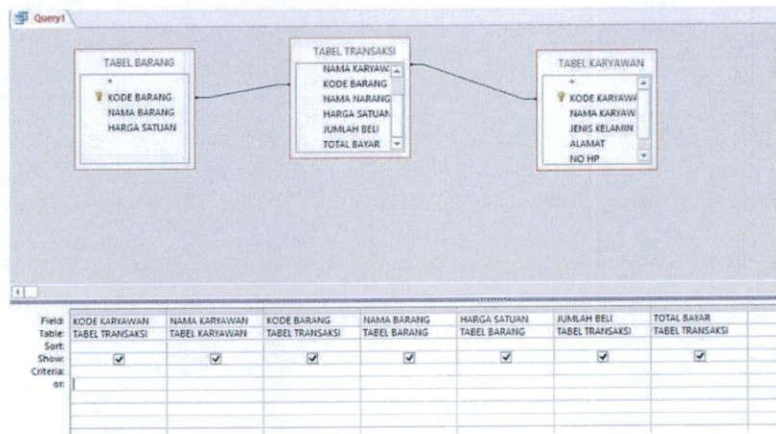 Query1
TABEL BARANG
*
KODE BARANG
NAMA BARANG
HARGA SATUAN
TABEL TRANSAKSI
NAMA KARYAW
KODE BARANG
NAMA NARANG
HARGA SATUAN
JUMLAH BELI
TOTAL BAYAR
TABEL KARYAWAN
*
KODE KARYAWA
NAMA KARYAW
JENIS KELAMIN
ALAMAT
NO HP
Field: KODE KARYAWAN NAMA KARYAWAN KODE BARANG NAMA BARANG HARGA SATUAN JUMLAH BELI TOTAL BAYAR
Table: TABEL TRANSAKSI TABEL KARYAWAN TABEL TRANSAKSI TABEL BARANG TABEL BARANG TABEL TRANSAKSI TABEL TRANSAKSI
Sort:
Show:
Criteria:
or: